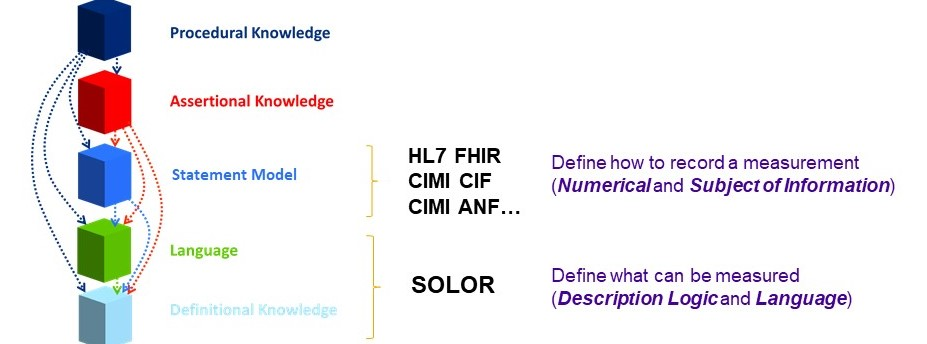 Procedural Knowledge
Assertional Knowledge
Statement Model
HL7 FHIR
CIMI CIF
CIMI ANF…
Define how to record a measurement
(Numerical and Subject of Information)
Language
Definitional Knowledge
SOLOR
Define what can be measured
(Description Logic and Language)